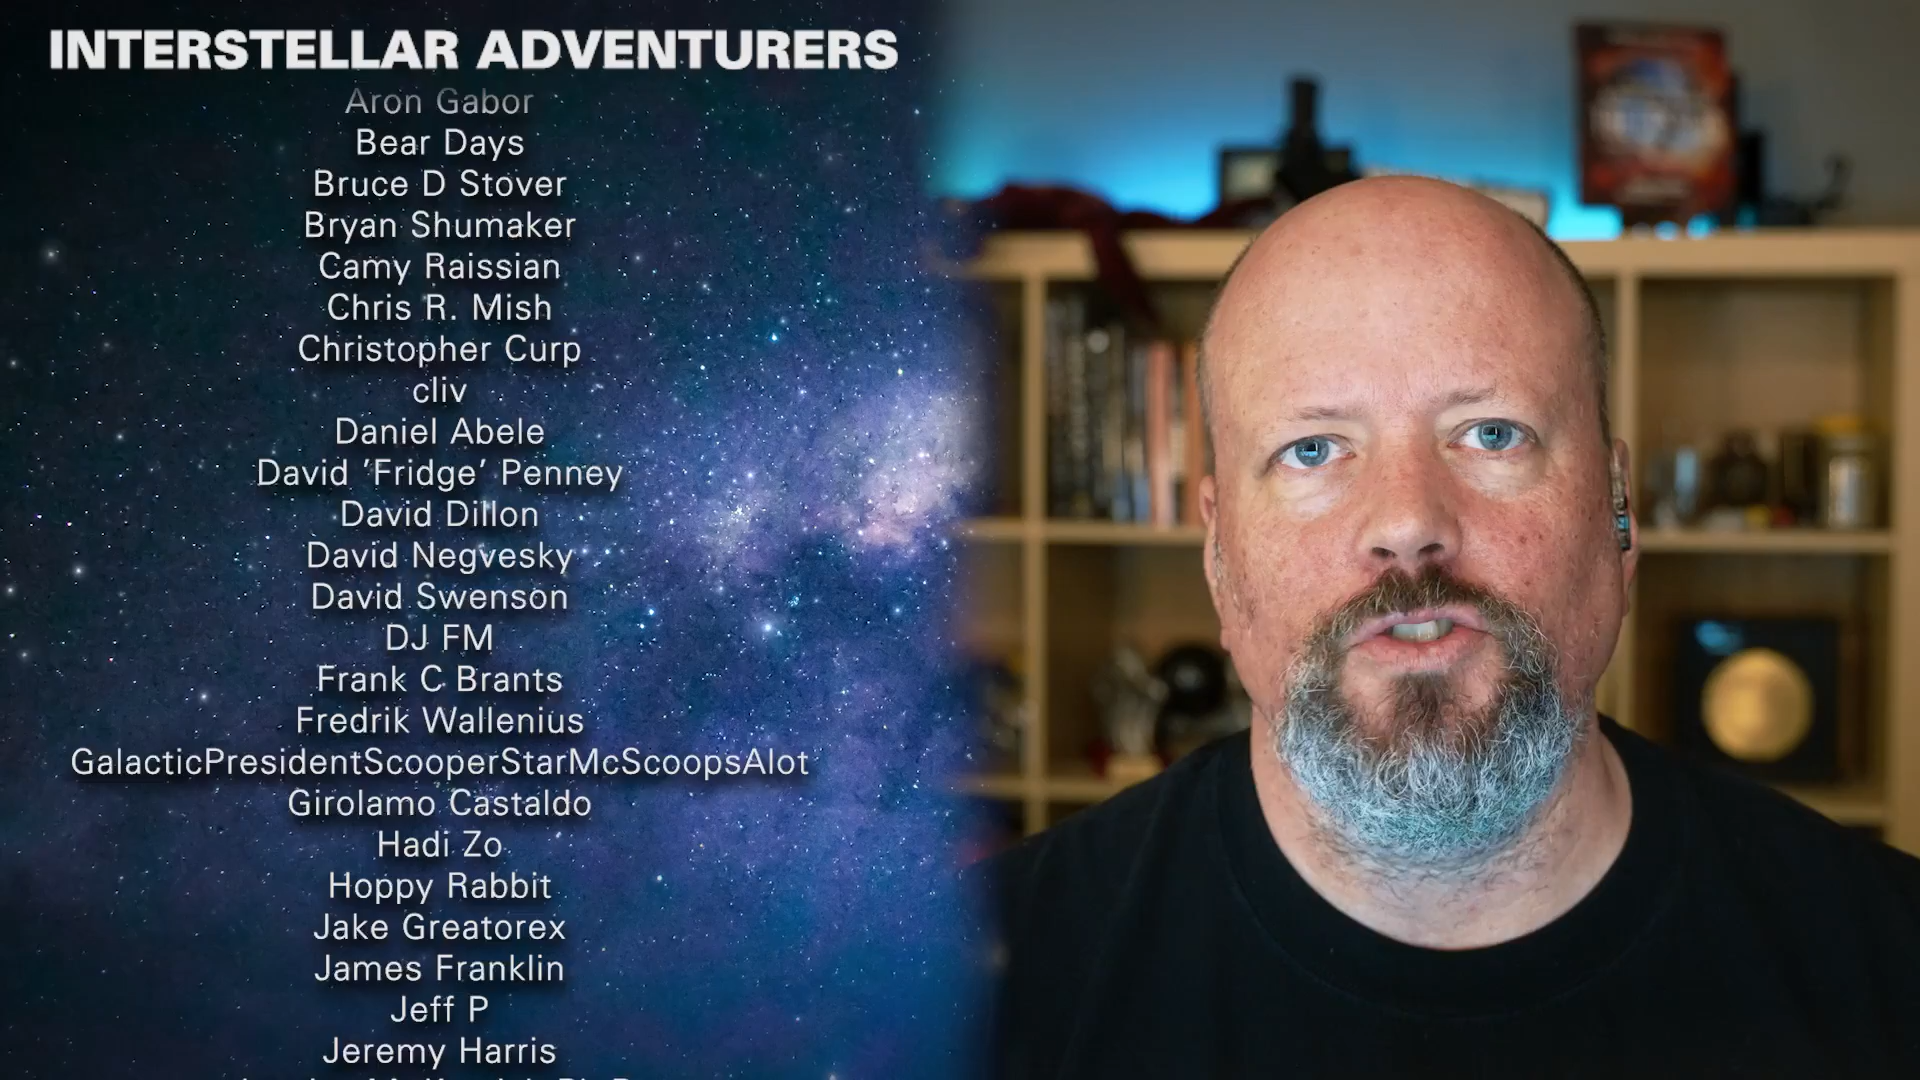 INTERSTELLAR ADVENTURERS
Aron Gabor
Bear Days
Bruce D Stover
Bryan Shumaker
Camy Raissian
Chris R. Mish
Christopher Curp
cliv
Daniel Abele
David 'Fridge' Penney
David Dillon
David Negvesky
David Swenson
DJ FM
Frank C Brants
Fredrik Wallenius
GalacticPresidentScooperStarMcScoopsAlot
Girolamo Castaldo
Hadi Zo
Hoppy Rabbit
Jake Greatorex
James Franklin
Jeff P
Jeremy Harris